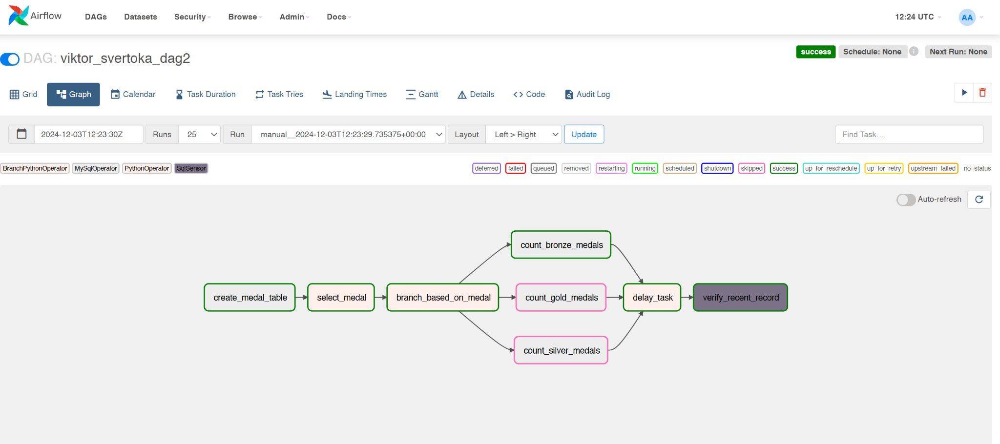 Airflow DAGs Datasets Security Browse Admin Docs 12:24 UTC AA
DAG: viktor_svertoka_dag2 success Schedule: None i Next Run: None
Grid Graph Calendar Task Duration Task Tries Landing Times Gantt Details Code Audit Log
2024-12-03T12:23:30Z Runs 25 Run manual__2024-12-03T12:23:29.735375+00:00 Layout Left > Right Update Find Task...
BranchPythonOperator MySqlOperator PythonOperator SqlSensor deferred failed queued removed restarting running scheduled shutdown skipped success up_for_reschedule up_for_retry upstream_failed no_status
Auto-refresh
count_bronze_medals
create_medal_table select_medal branch_based_on_medal count_gold_medals delay_task verify_recent_record
count_silver_medals